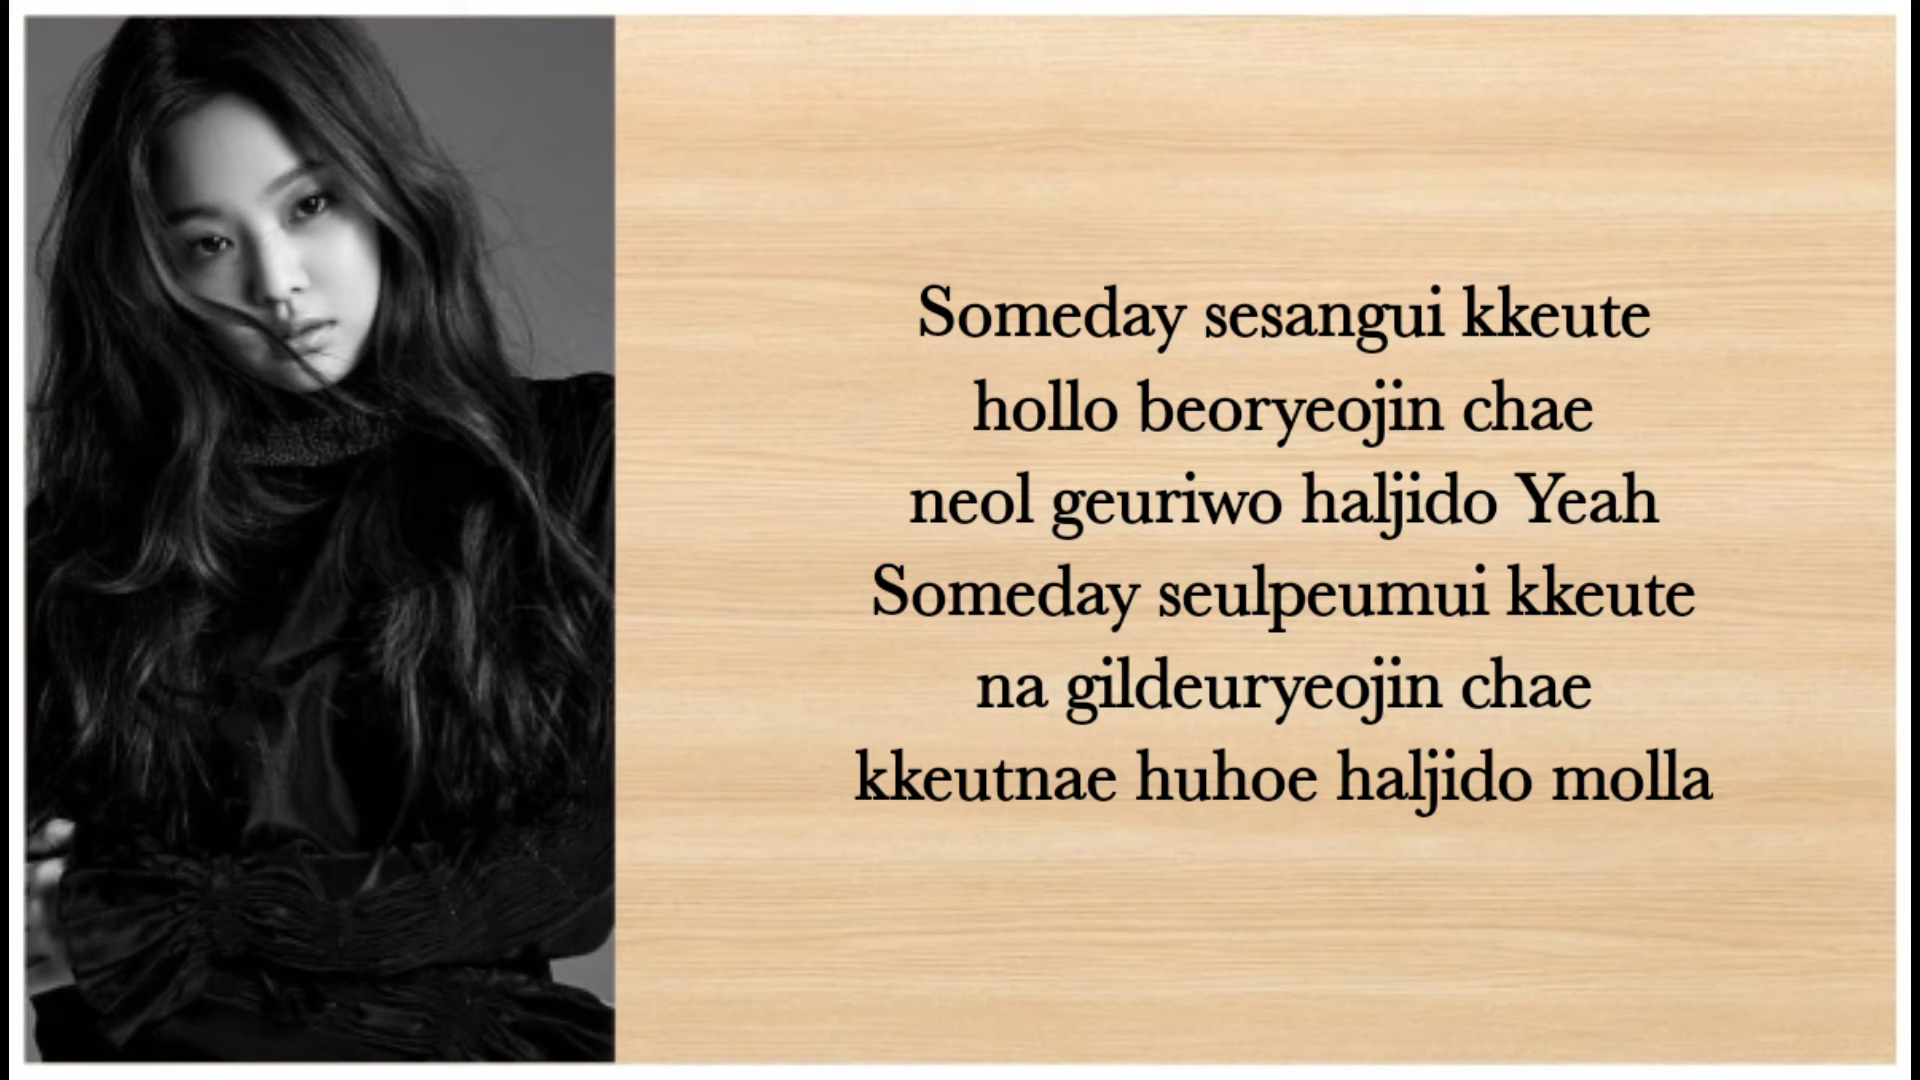 Someday sesangui kkeute
hollo beoryeojin chae
neol geuriwo haljido Yeah
Someday seulpeumui kkeute
na gildeuryeojin chae
kkeutnae huhoe haljido molla